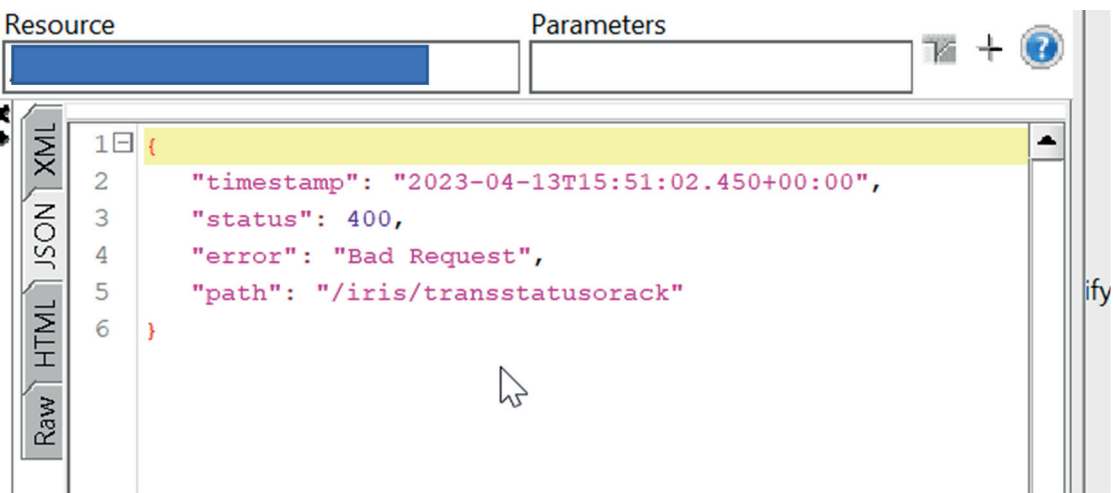 Resource
Parameters
XML
JSON
HTML
Raw
1 {
2 "timestamp": "2023-04-13T15:51:02.450+00:00",
3 "status": 400,
4 "error": "Bad Request",
5 "path": "/iris/transstatusorack"
6 }
ify